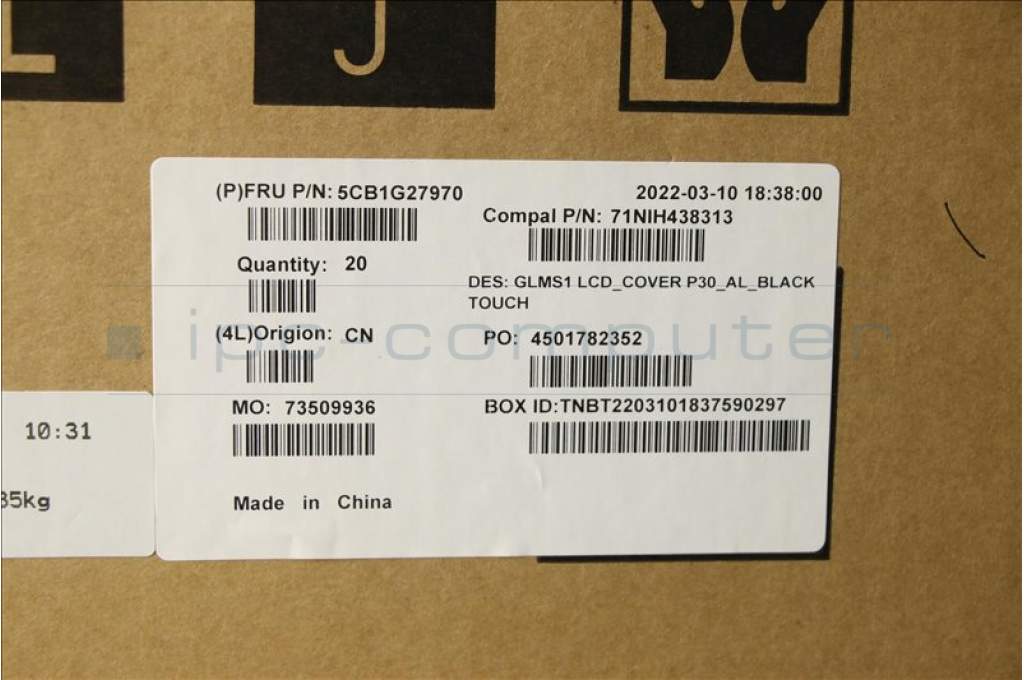 (P)FRU P/N: 5CB1G27970
2022-03-10 18:38:00
Compal P/N: 71NIH438313
Quantity: 20
DES: GLMS1 LCD_COVER P30_AL_BLACK
TOUCH
(4L)Origion: CN
PO: 4501782352
ipc-computer
MO: 73509936
BOX ID:TNBT2203101837590297
Made in China
10:31
35kg